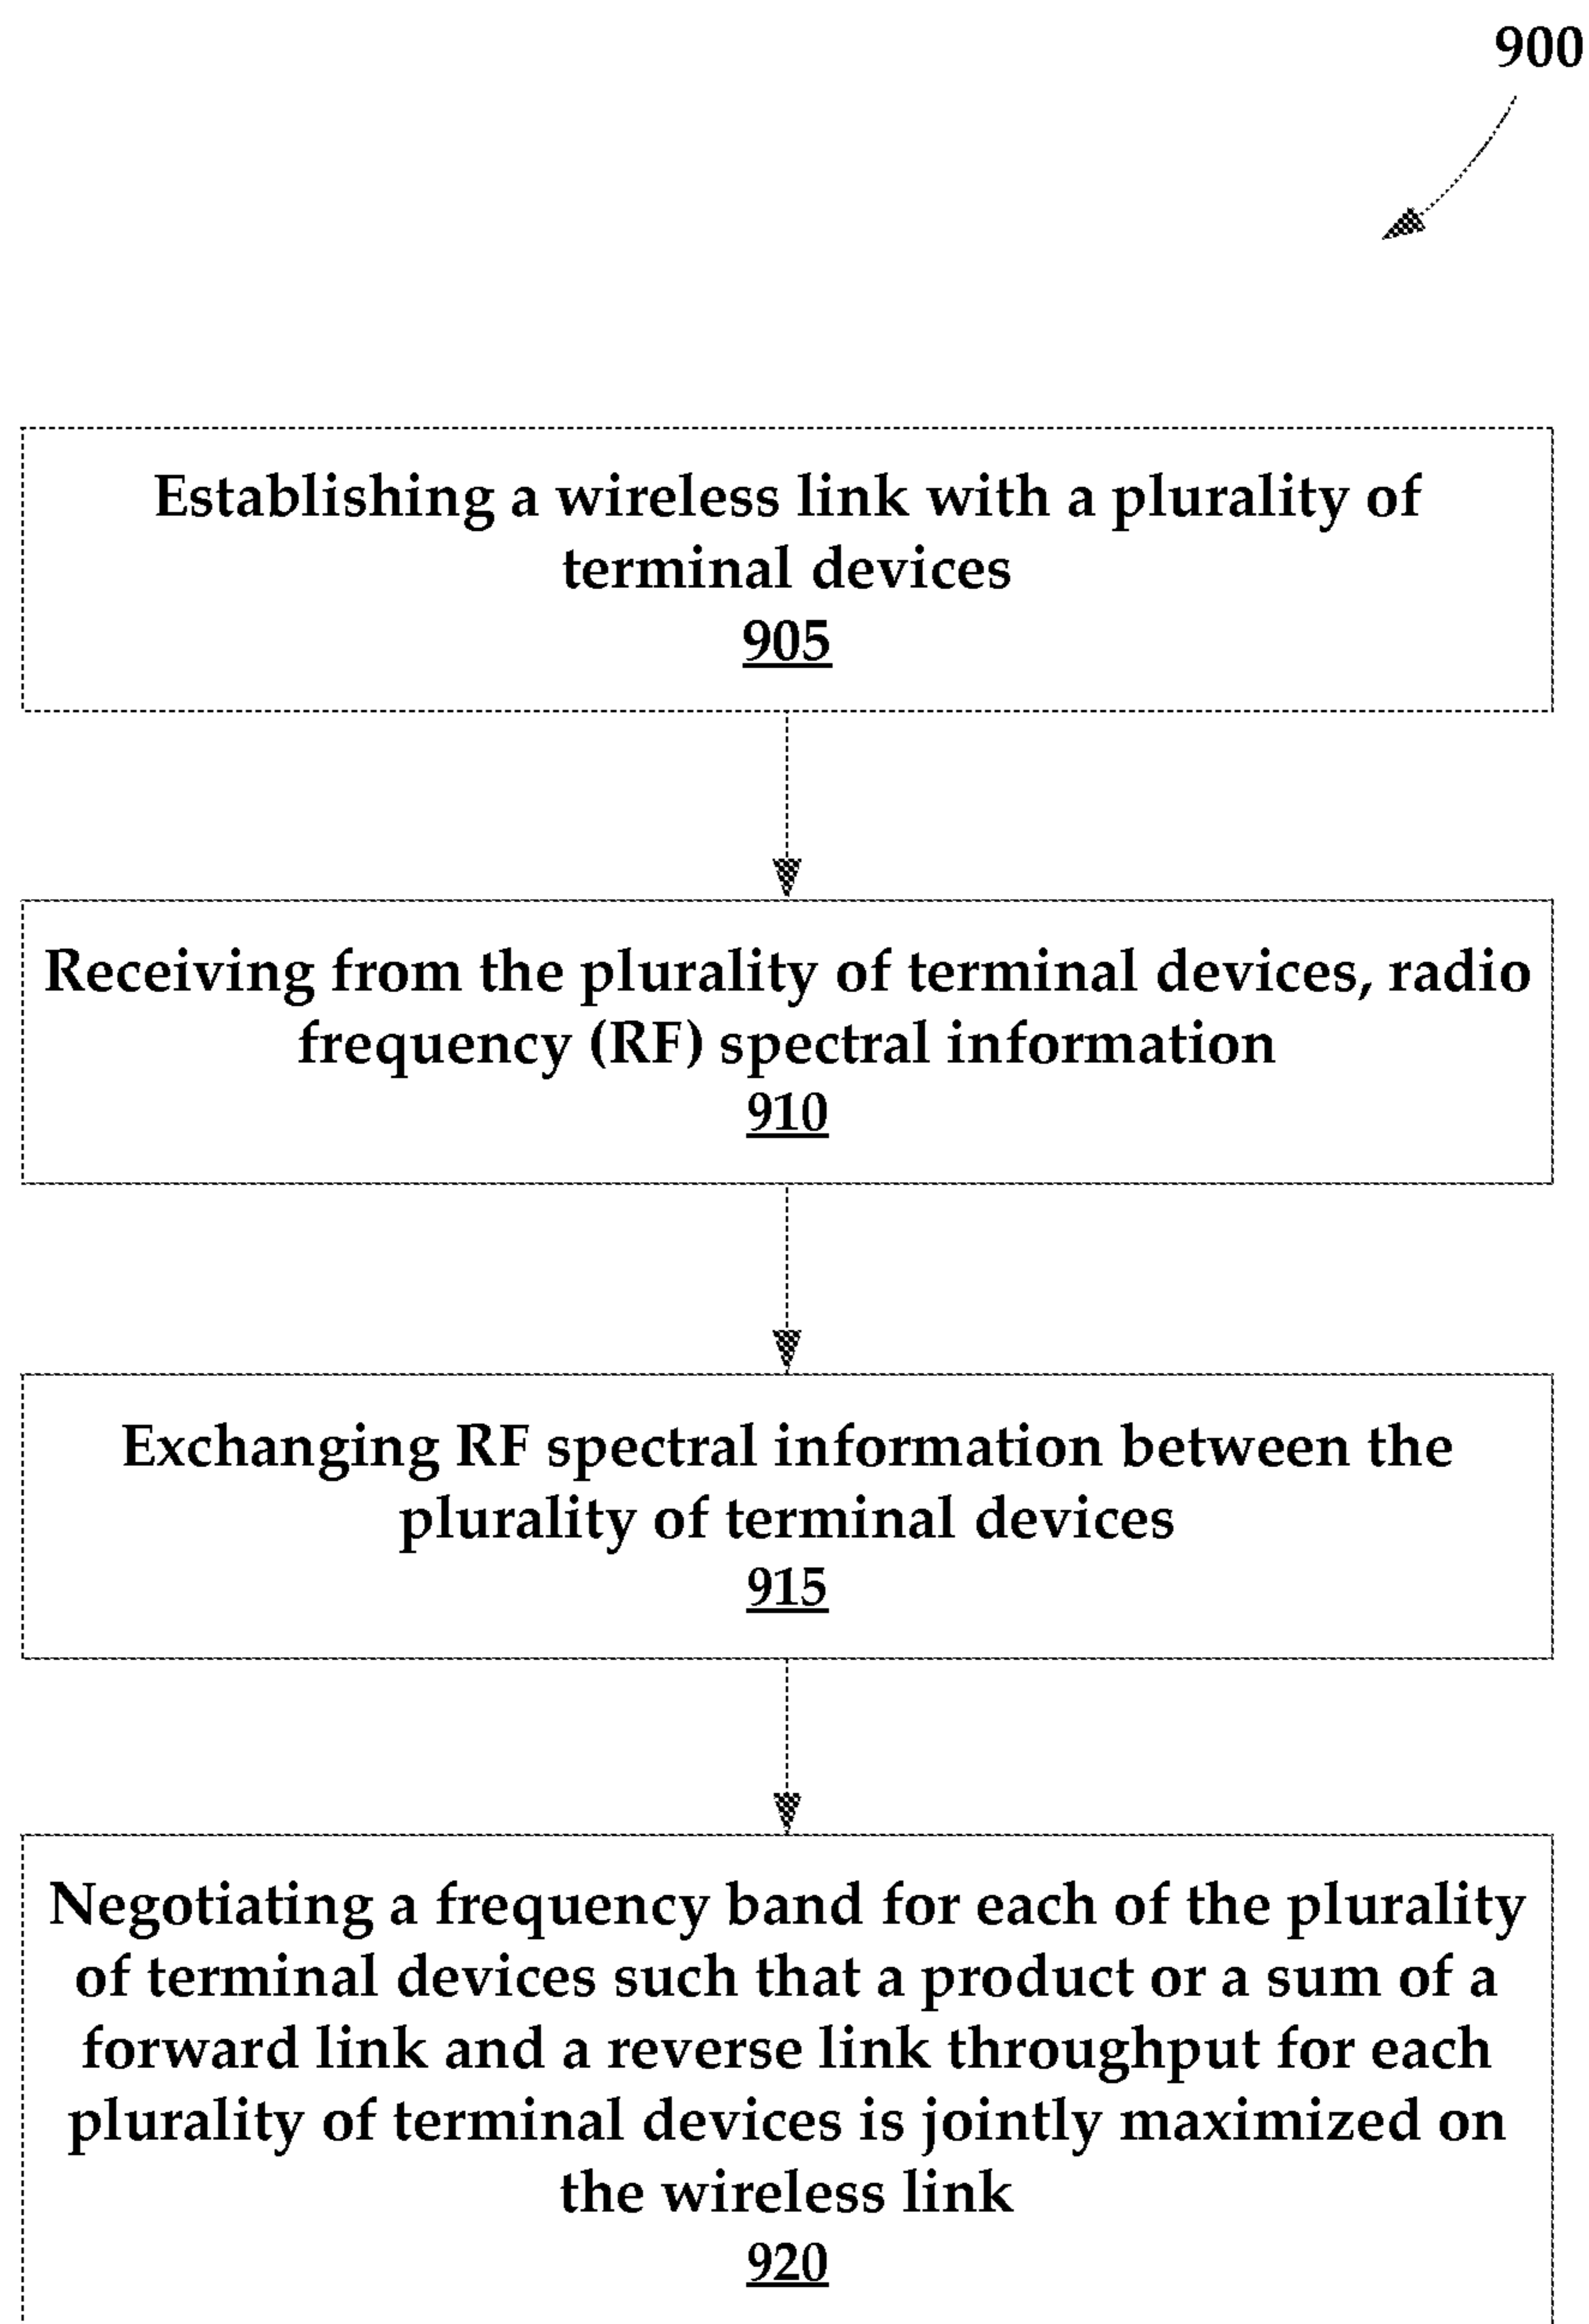 900
Establishing a wireless link with a plurality of
terminal devices
905
Receiving from the plurality of terminal devices, radio
frequency (RF) spectral information
910
Exchanging RF spectral information between the
plurality of terminal devices
915
Negotiating a frequency band for each of the plurality
of terminal devices such that a product or a sum of a
forward link and a reverse link throughput for each
plurality of terminal devices is jointly maximized on
the wireless link
920